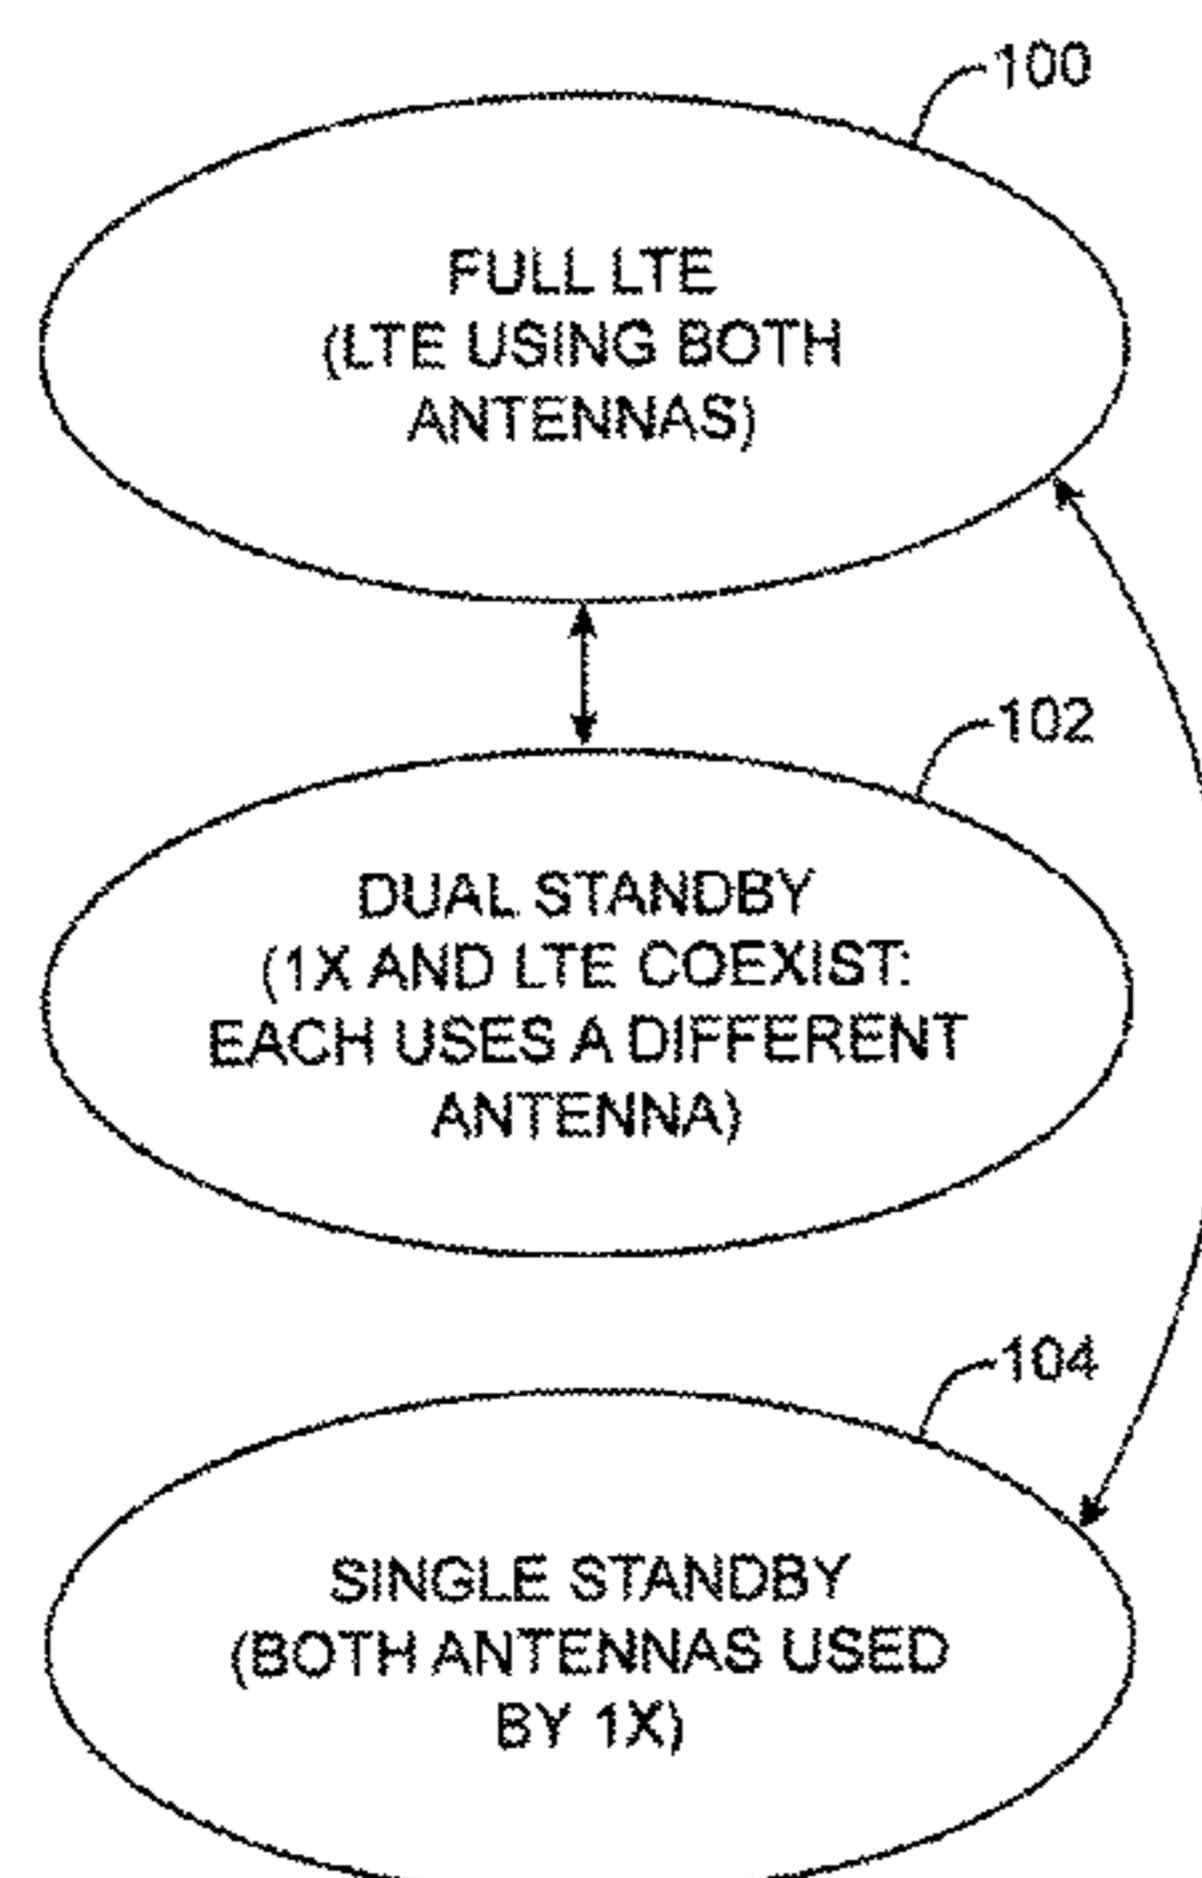 100
FULL LTE
(LTE USING BOTH
ANTENNAS)
102
DUAL STANDBY
(1X AND LTE COEXIST:
EACH USES A DIFFERENT
ANTENNA)
104
SINGLE STANDBY
(BOTH ANTENNAS USED
BY 1X)